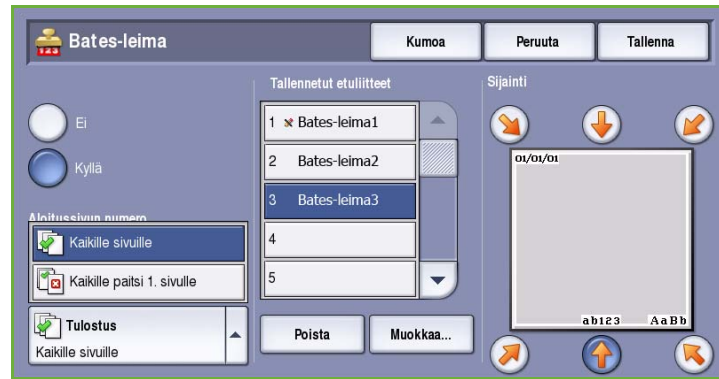 123
Bates-leima
Kumoa
Peruuta
Tallenna
Tallennetut etuliitteet
Sijainti
Ei
Kyllä
Aloitussivun numero
Kaikille sivuille
Kaikille paitsi 1. sivulle
Tulostus
Kaikille sivuille
1 Bates-leima1
2 Bates-leima2
3 Bates-leima3
4
5
Poista
Muokkaa...
01/01/01
ab123
AaBb